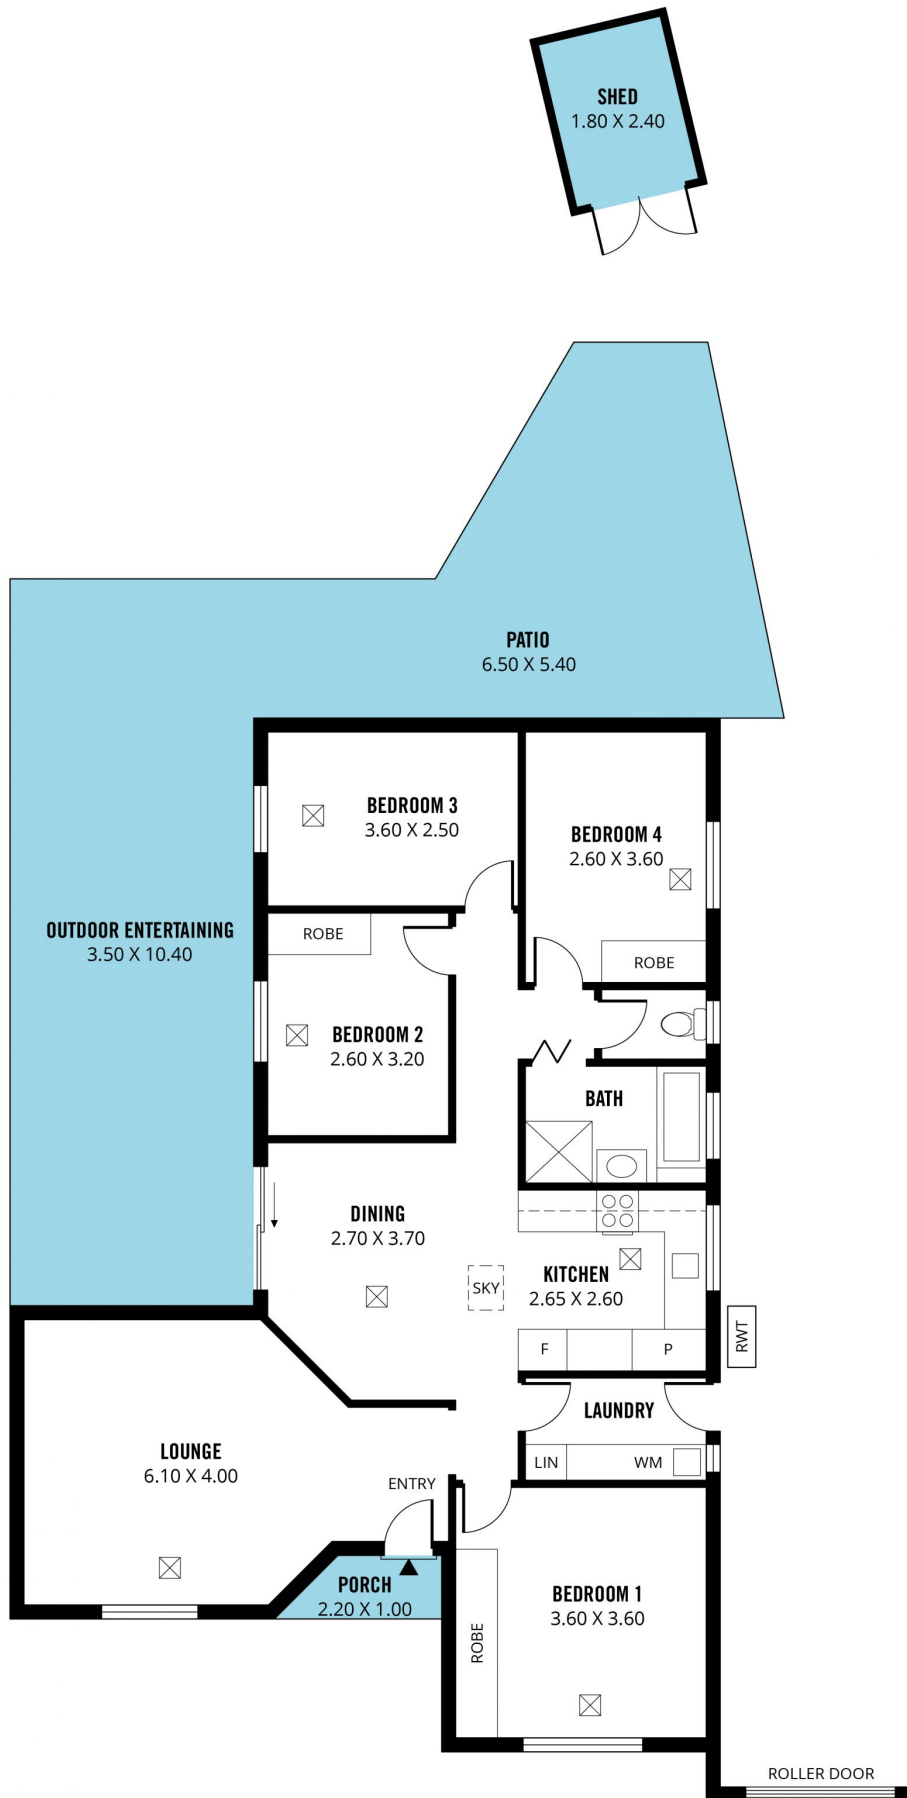 SHED
1.80 X 2.40
PATIO
6.50 X 5.40
BEDROOM 3
3.60 X 2.50
BEDROOM 4
2.60 X 3.60
OUTDOOR ENTERTAINING
3.50 X 10.40
ROBE
ROBE
BEDROOM 2
2.60 X 3.20
BATH
DINING
2.70 X 3.70
SKY
KITCHEN
2.65 X 2.60
RWT
F
P
LAUNDRY
LIN
WM
LOUNGE
6.10 X 4.00
ENTRY
PORCH
2.20 X 1.00
BEDROOM 1
3.60 X 3.60
ROBE
ROLLER DOOR